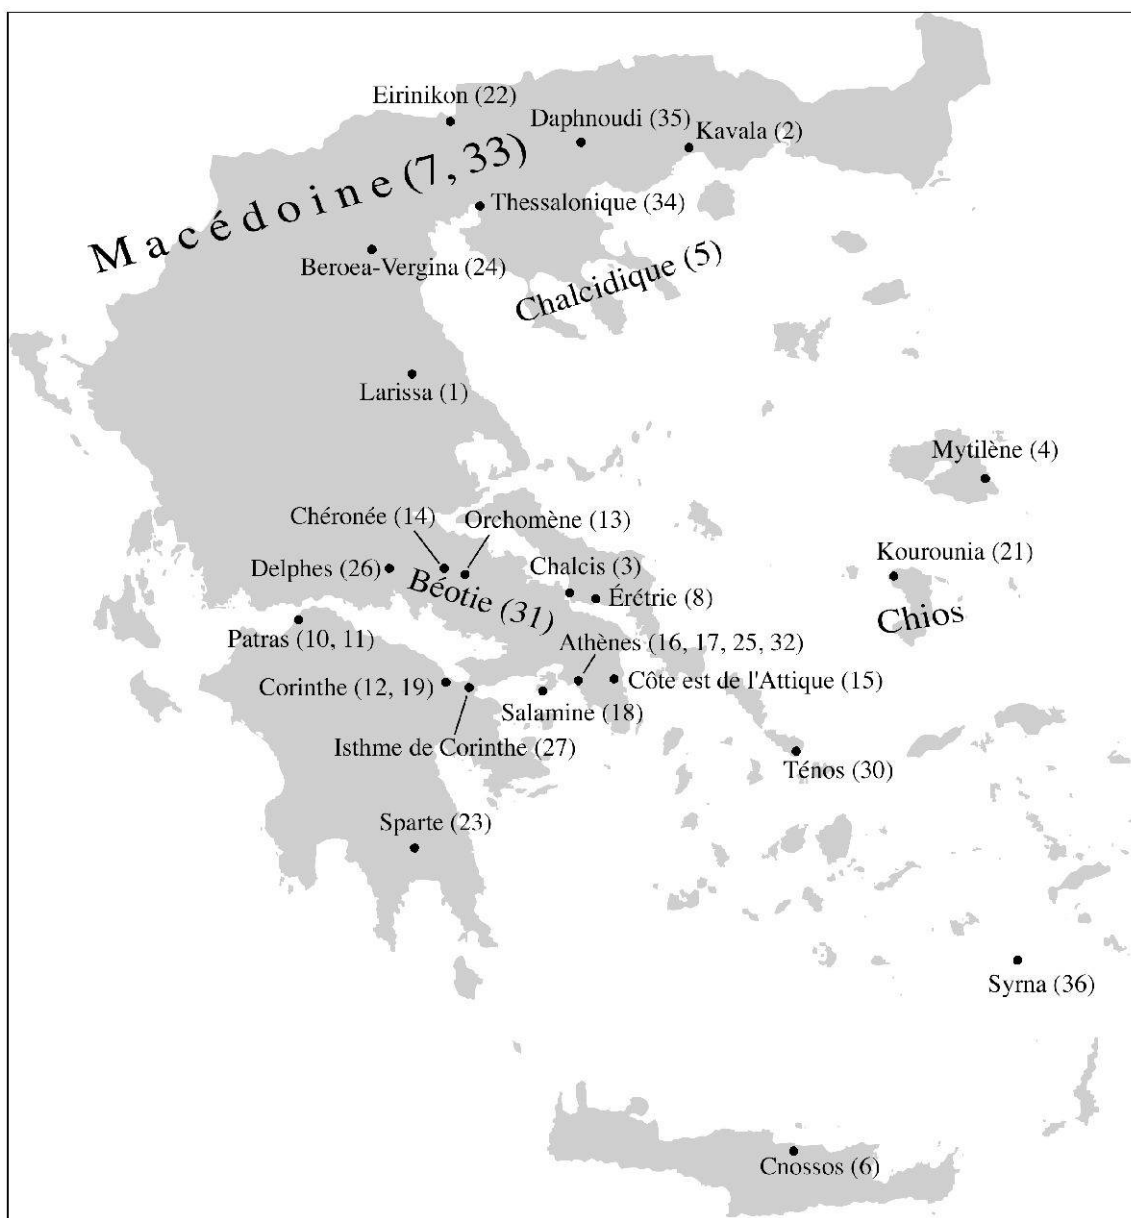 Eirinikon (22)
Daphnoudi (35)
Kavala (2)
Macédoine (7, 33)
Thessalonique (34)
Beroea-Vergina (24)
Chalcidique (5)
Larissa (1)
Mytilène (4)
Chéronée (14)
Orchomène (13)
Delphes (26)
Chalcis (3)
Kourounia (21)
Béotie (31)
Érétric (8)
Chios
Patras (10, 11)
Athènes (16, 17, 25, 32)
Corinthe (12, 19)
Côte est de l'Attique (15)
Salamine (18)
Isthme de Corinthe (27)
Ténos (30)
Sparte (23)
Syrna (36)
Cnossos (6)